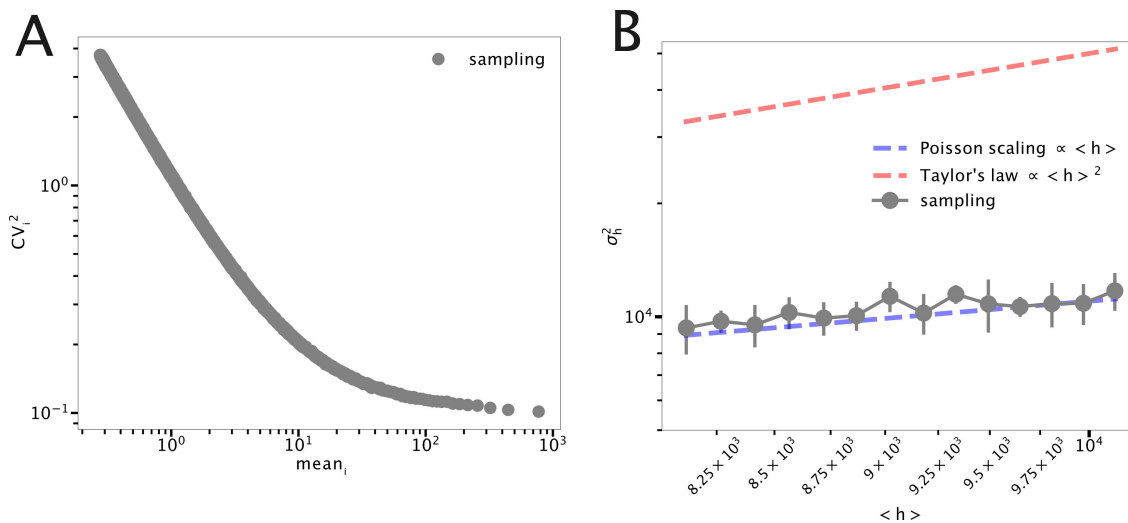 A
sampling
CV_i^2
10^0
10^-1
10^0
10^1
10^2
10^3
mean_i
B
Poisson scaling ∝ < h >
Taylor's law ∝ < h >^2
sampling
σ_h^2
10^4
8.25 × 10^3
8.5 × 10^3
8.75 × 10^3
9 × 10^3
9.25 × 10^3
9.5 × 10^3
9.75 × 10^3
10^4
< h >